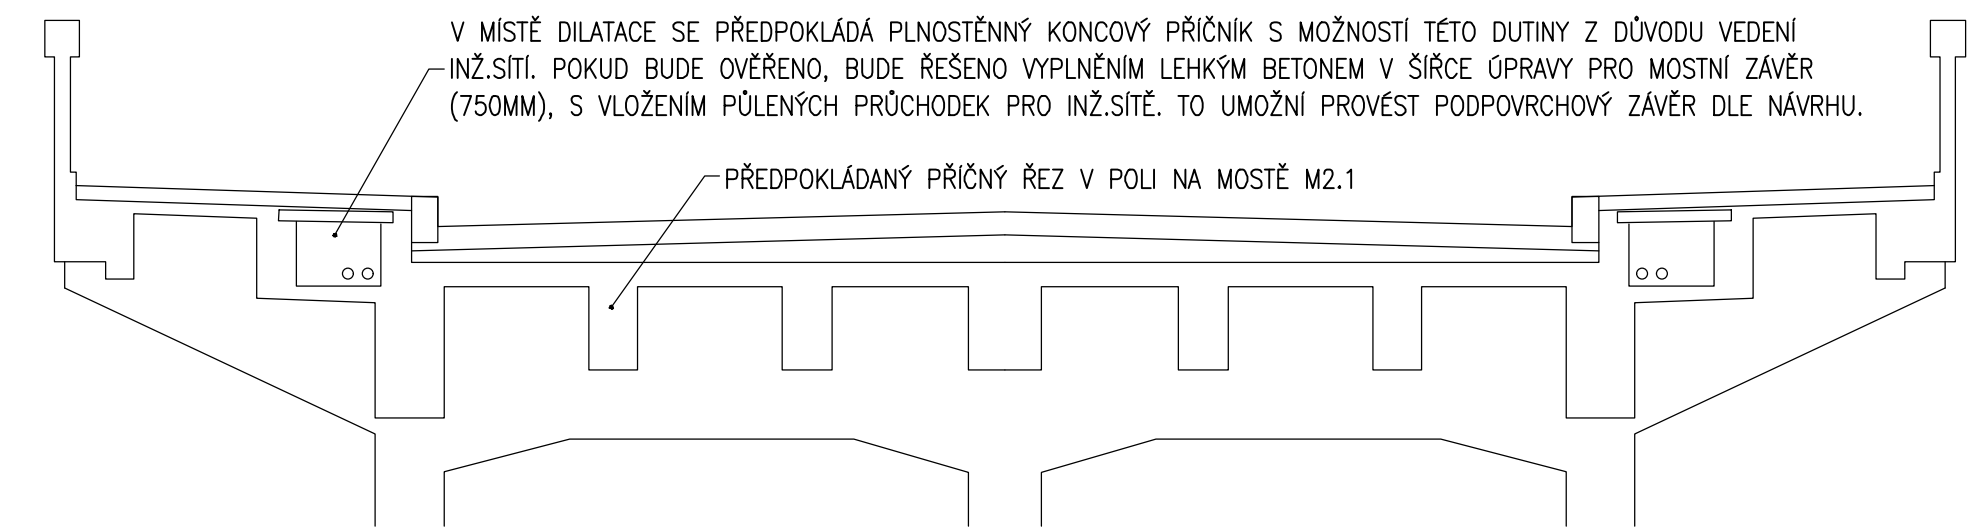 V MÍSTĚ DILATACE SE PŘEDPOKLÁDÁ PLNOSTĚNNÝ KONCOVÝ PŘÍČNÍK S MOŽNOSTÍ TÉTO DUTINY Z DŮVODU VEDENÍ
INŽ.SÍTÍ. POKUD BUDE OVĚŘENO, BUDE ŘEŠENO VYPLNĚNÍM LEHKÝM BETONEM V ŠÍŘCE ÚPRAVY PRO MOSTNÍ ZÁVĚR
(750MM), S VLOŽENÍM PŮLENÝCH PRŮCHODEK PRO INŽ.SÍTĚ. TO UMOŽNÍ PROVÉST PODPOVRCHOVÝ ZÁVĚR DLE NÁVRHU.
PŘEDPOKLÁDANÝ PŘÍČNÝ ŘEZ V POLI NA MOSTĚ M2.1